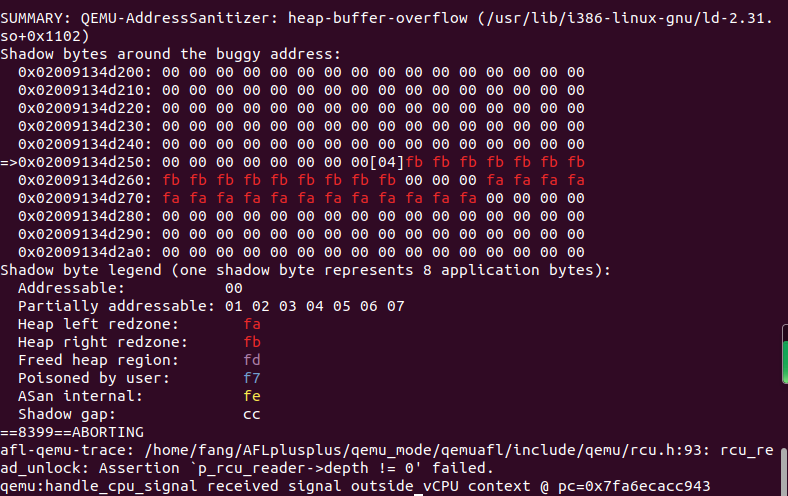 SUMMARY: QEMU-AddressSanitizer: heap-buffer-overflow (/usr/lib/i386-linux-gnu/ld-2.31.
so+0x1102)
Shadow bytes around the buggy address:
  0x02009134d200: 00 00 00 00 00 00 00 00 00 00 00 00 00 00 00 00
  0x02009134d210: 00 00 00 00 00 00 00 00 00 00 00 00 00 00 00 00
  0x02009134d220: 00 00 00 00 00 00 00 00 00 00 00 00 00 00 00 00
  0x02009134d230: 00 00 00 00 00 00 00 00 00 00 00 00 00 00 00 00
  0x02009134d240: 00 00 00 00 00 00 00 00 00 00 00 00 00 00 00 00
=>0x02009134d250: 00 00 00 00 00 00 00 00[04]fb fb fb fb fb fb fb
  0x02009134d260: fb fb fb fb fb fb fb fb fb 00 00 00 fa fa fa fa
  0x02009134d270: fa fa fa fa fa fa fa fa fa fa fa fa 00 00 00 00
  0x02009134d280: 00 00 00 00 00 00 00 00 00 00 00 00 00 00 00 00
  0x02009134d290: 00 00 00 00 00 00 00 00 00 00 00 00 00 00 00 00
  0x02009134d2a0: 00 00 00 00 00 00 00 00 00 00 00 00 00 00 00 00
Shadow byte legend (one shadow byte represents 8 application bytes):
  Addressable:           00
  Partially addressable: 01 02 03 04 05 06 07
  Heap left redzone:       fa
  Heap right redzone:      fb
  Freed heap region:       fd
  Poisoned by user:        f7
  ASan internal:           fe
  Shadow gap:              cc
==8399==ABORTING
afl-qemu-trace: /home/fang/AFLplusplus/qemu_mode/qemuafl/include/qemu/rcu.h:93: rcu_re
ad_unlock: Assertion `p_rcu_reader->depth != 0' failed.
qemu:handle_cpu_signal received signal outside vCPU context @ pc=0x7fa6ecacc943